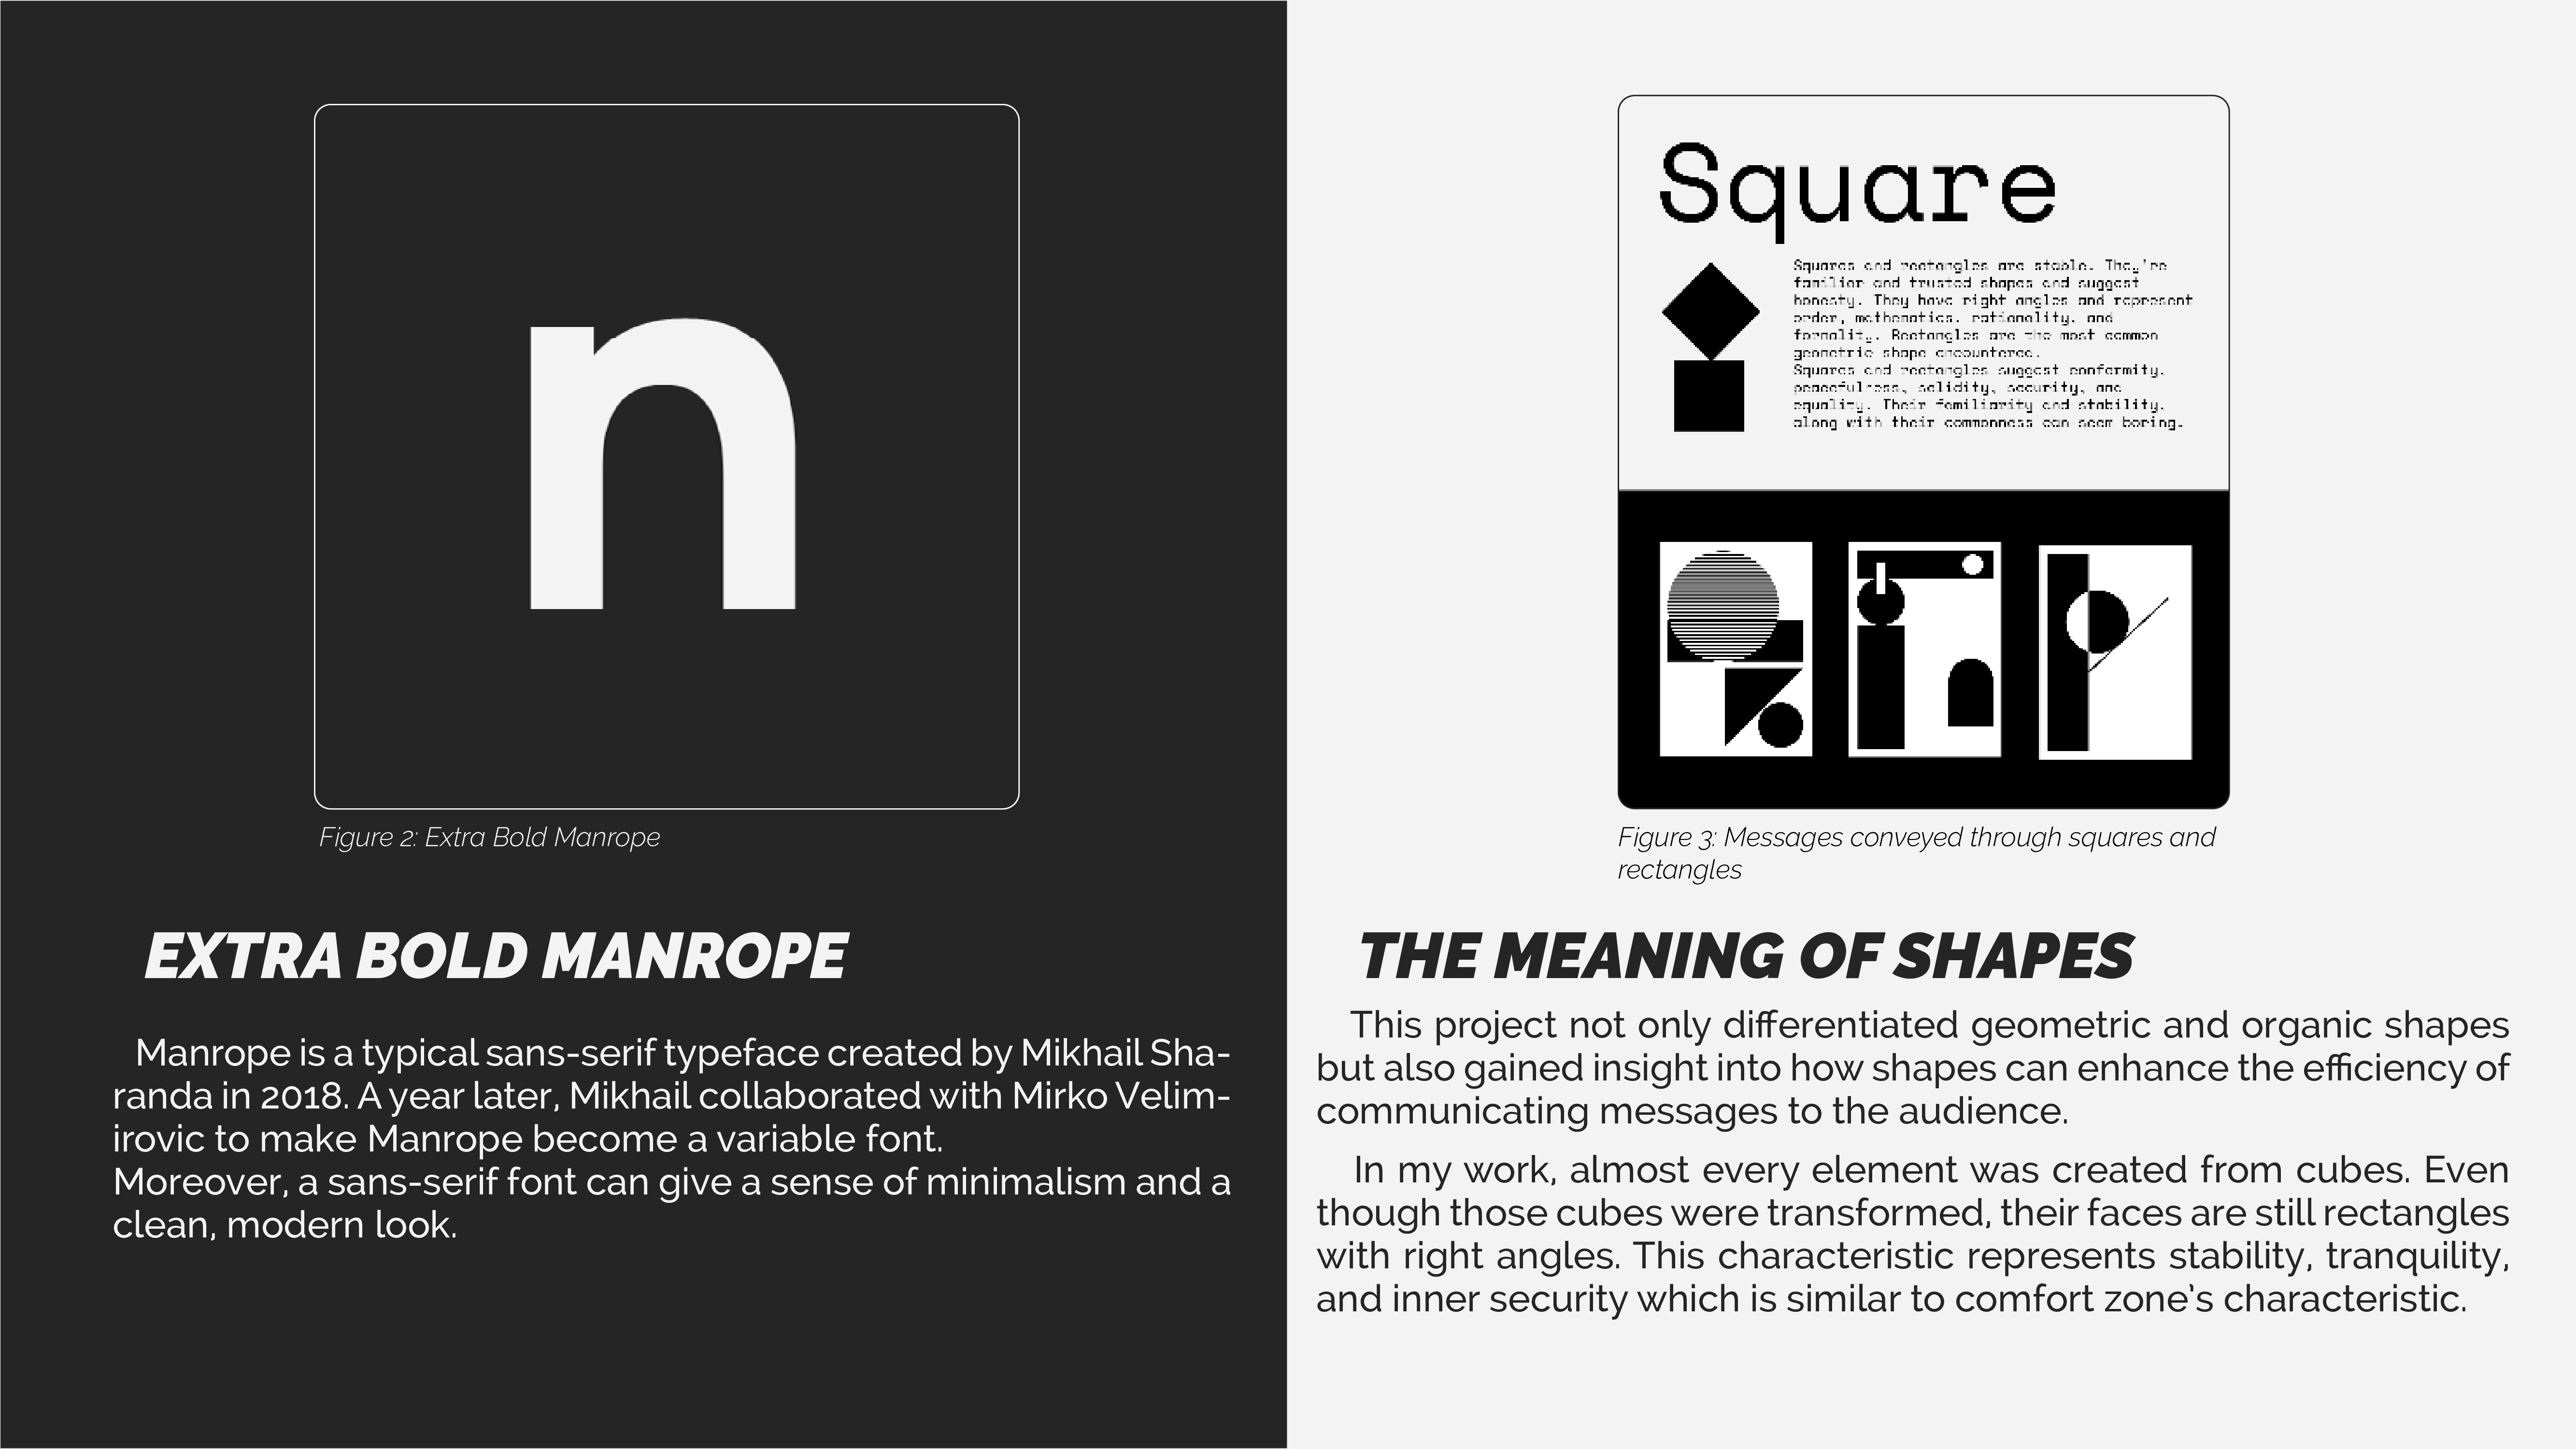 n
Figure 2: Extra Bold Manrope
EXTRA BOLD MANROPE
Manrope is a typical sans-serif typeface created by Mikhail Sha-
randa in 2018. A year later, Mikhail collaborated with Mirko Velim-
irovic to make Manrope become a variable font.
Moreover, a sans-serif font can give a sense of minimalism and a
clean, modern look.
Square
Squares and rectangles are stable. They're
familiar and trusted shapes and suggest
honesty. They have right angles and represent
order, mathematics, rationality, and
formality. Rectangles are the most common
geometric shape encountered.
Squares and rectangles suggest conformity,
peacefulness, solidity, security, and
equality. Their familiarity and stability,
along with their commonness can seem boring.
Figure 3: Messages conveyed through squares and
rectangles
THE MEANING OF SHAPES
This project not only differentiated geometric and organic shapes
but also gained insight into how shapes can enhance the efficiency of
communicating messages to the audience.
In my work, almost every element was created from cubes. Even
though those cubes were transformed, their faces are still rectangles
with right angles. This characteristic represents stability, tranquility,
and inner security which is similar to comfort zone's characteristic.